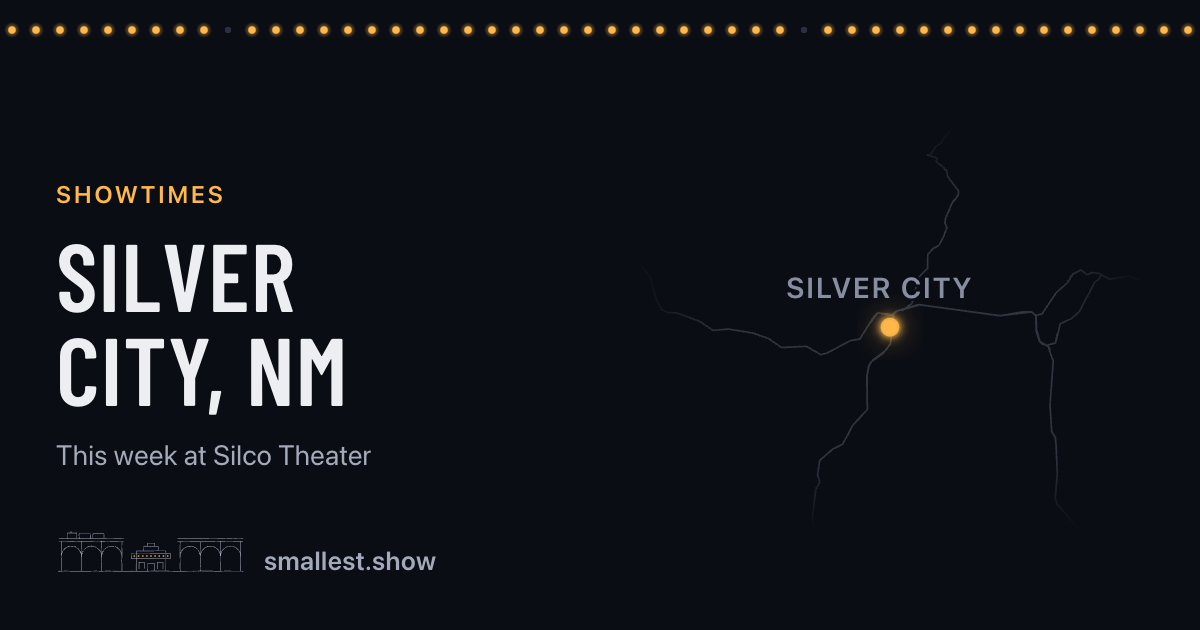 SHOWTIMES
SILVER
CITY, NM
This week at Silco Theater
smallest.show
SILVER CITY